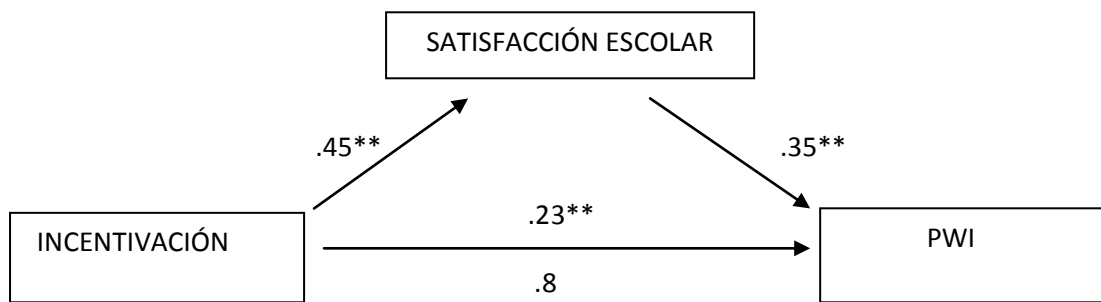 SATISFACCIÓN ESCOLAR
.45**
.35**
.23**
INCENTIVACIÓN
PWI
.8